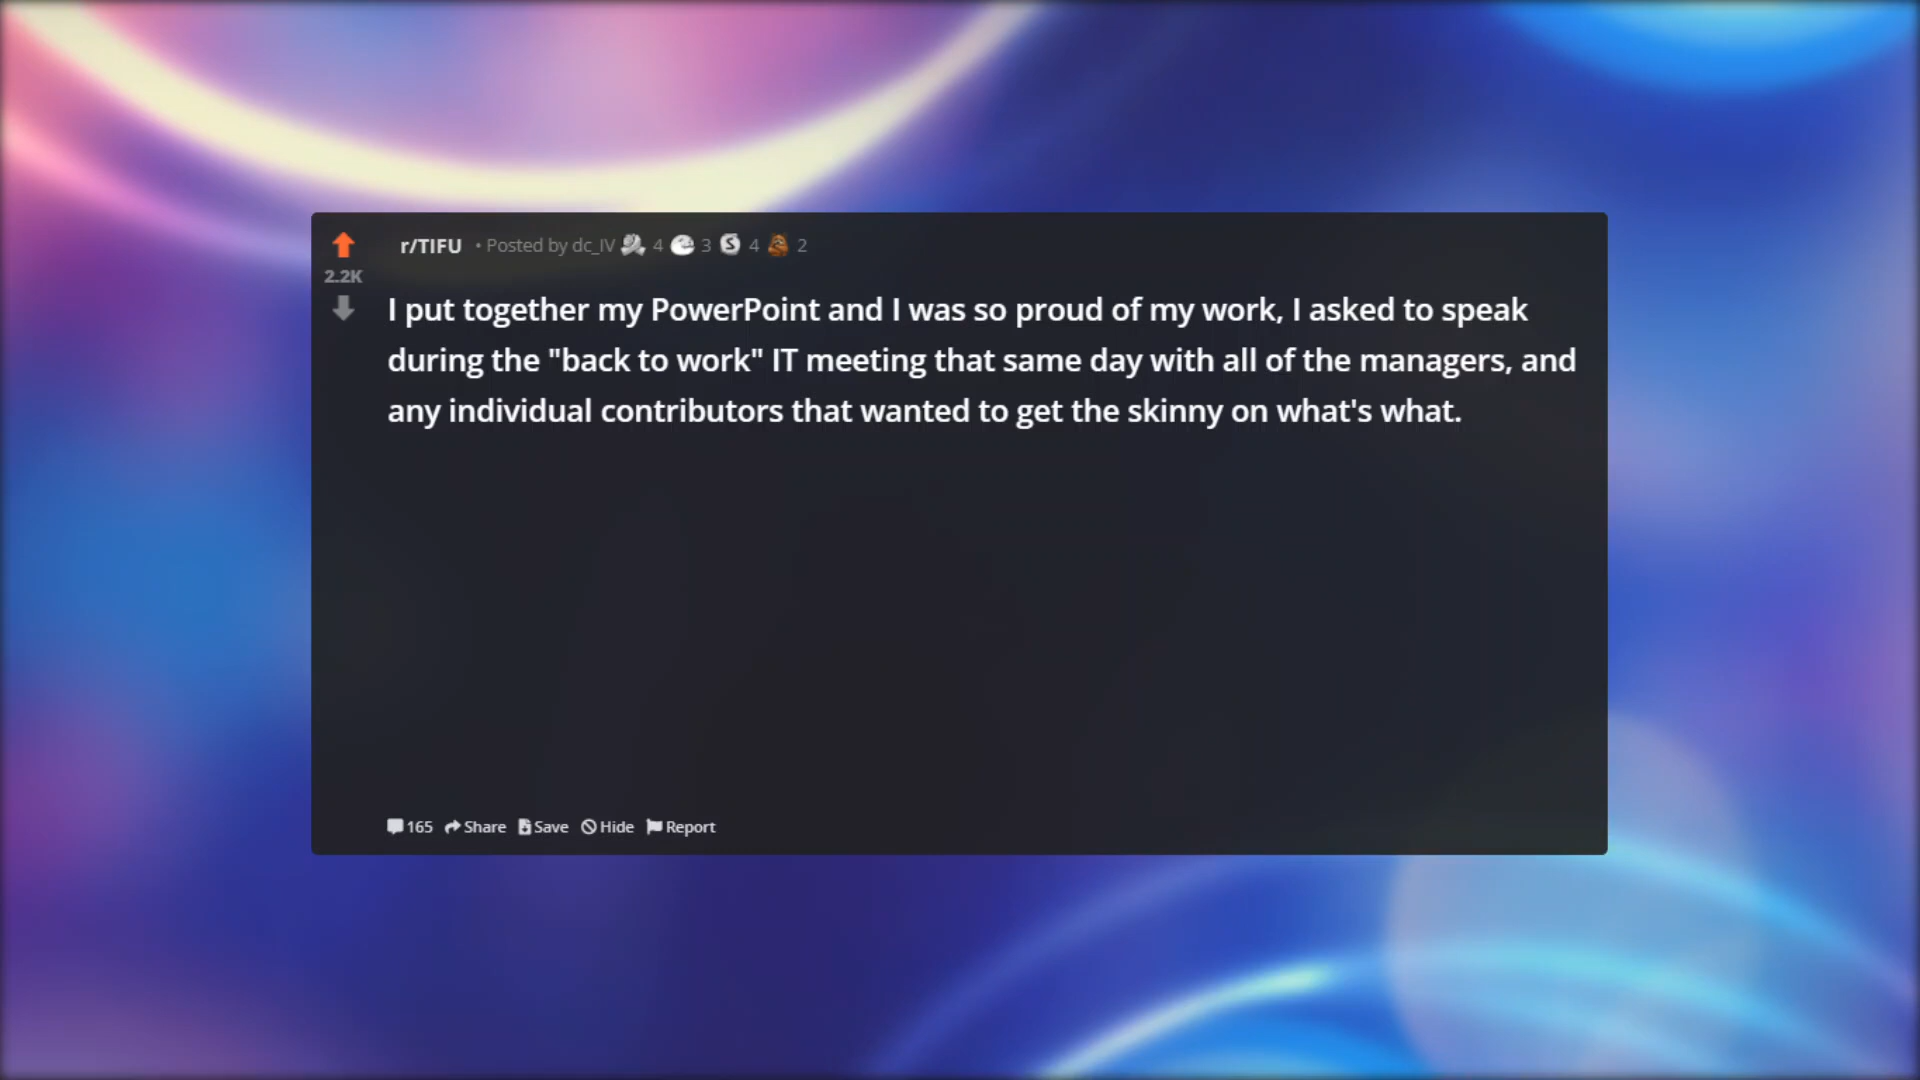 r/TIFU • Posted by dc_IV 4 3 S 4 2
2.2K
I put together my PowerPoint and I was so proud of my work, I asked to speak
during the "back to work" IT meeting that same day with all of the managers, and
any individual contributors that wanted to get the skinny on what's what.
165 Share Save Hide Report